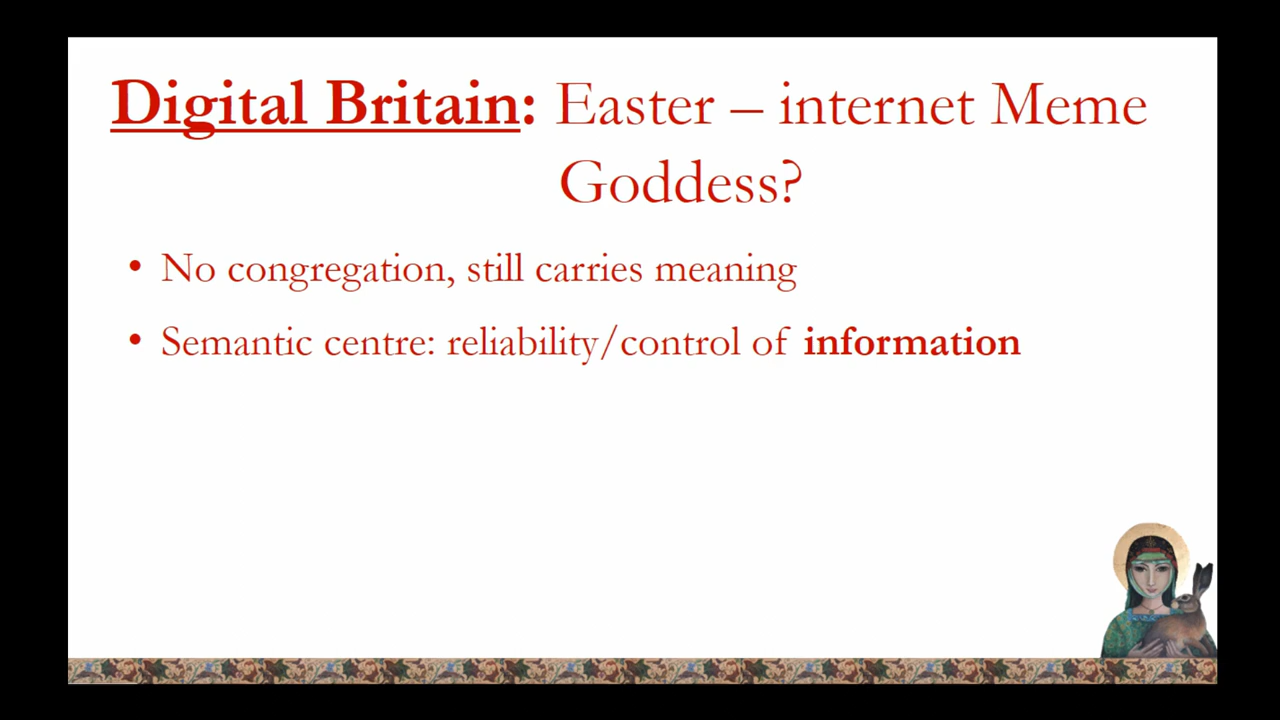 Digital Britain: Easter – internet Meme
Goddess?
• No congregation, still carries meaning
• Semantic centre: reliability/control of information